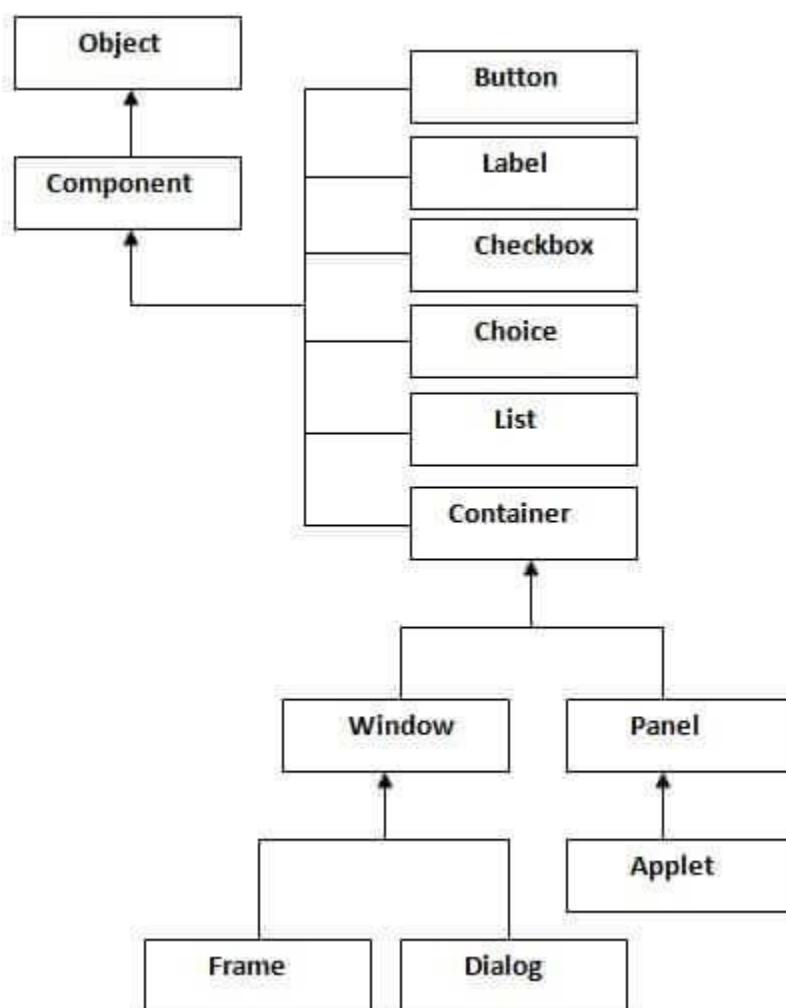 Object
Component
Button
Label
Checkbox
Choice
List
Container
Window
Panel
Applet
Frame
Dialog